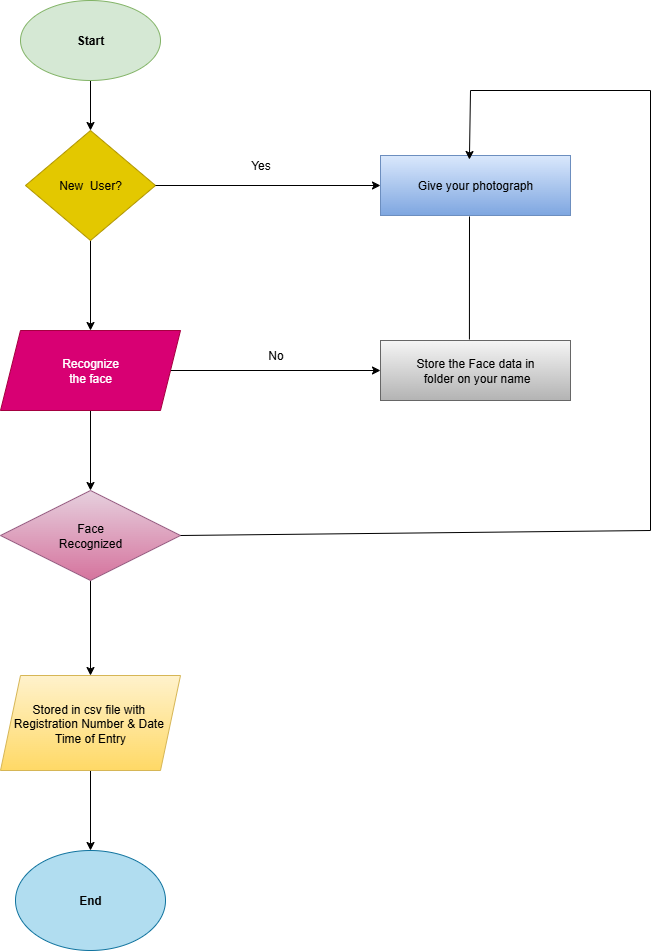 Start
New User?
Yes
Give your photograph
Recognize
the face
No
Store the Face data in
folder on your name
Face
Recognized
Stored in csv file with
Registration Number & Date
Time of Entry
End